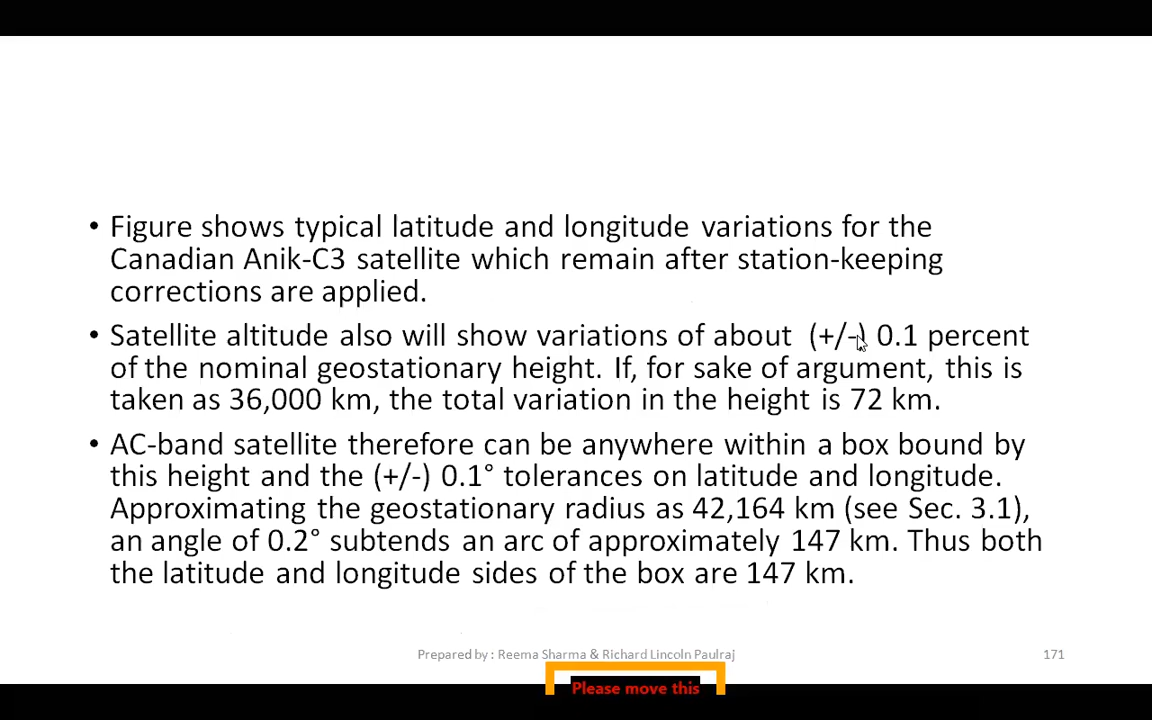 • Figure shows typical latitude and longitude variations for the
Canadian Anik-C3 satellite which remain after station-keeping
corrections are applied.
• Satellite altitude also will show variations of about (+/-) 0.1 percent
of the nominal geostationary height. If, for sake of argument, this is
taken as 36,000 km, the total variation in the height is 72 km.
• AC-band satellite therefore can be anywhere within a box bound by
this height and the (+/-) 0.1° tolerances on latitude and longitude.
Approximating the geostationary radius as 42,164 km (see Sec. 3.1),
an angle of 0.2° subtends an arc of approximately 147 km. Thus both
the latitude and longitude sides of the box are 147 km.
Prepared by : Reema Sharma & Richard Lincoln Paulraj
171
Please move this